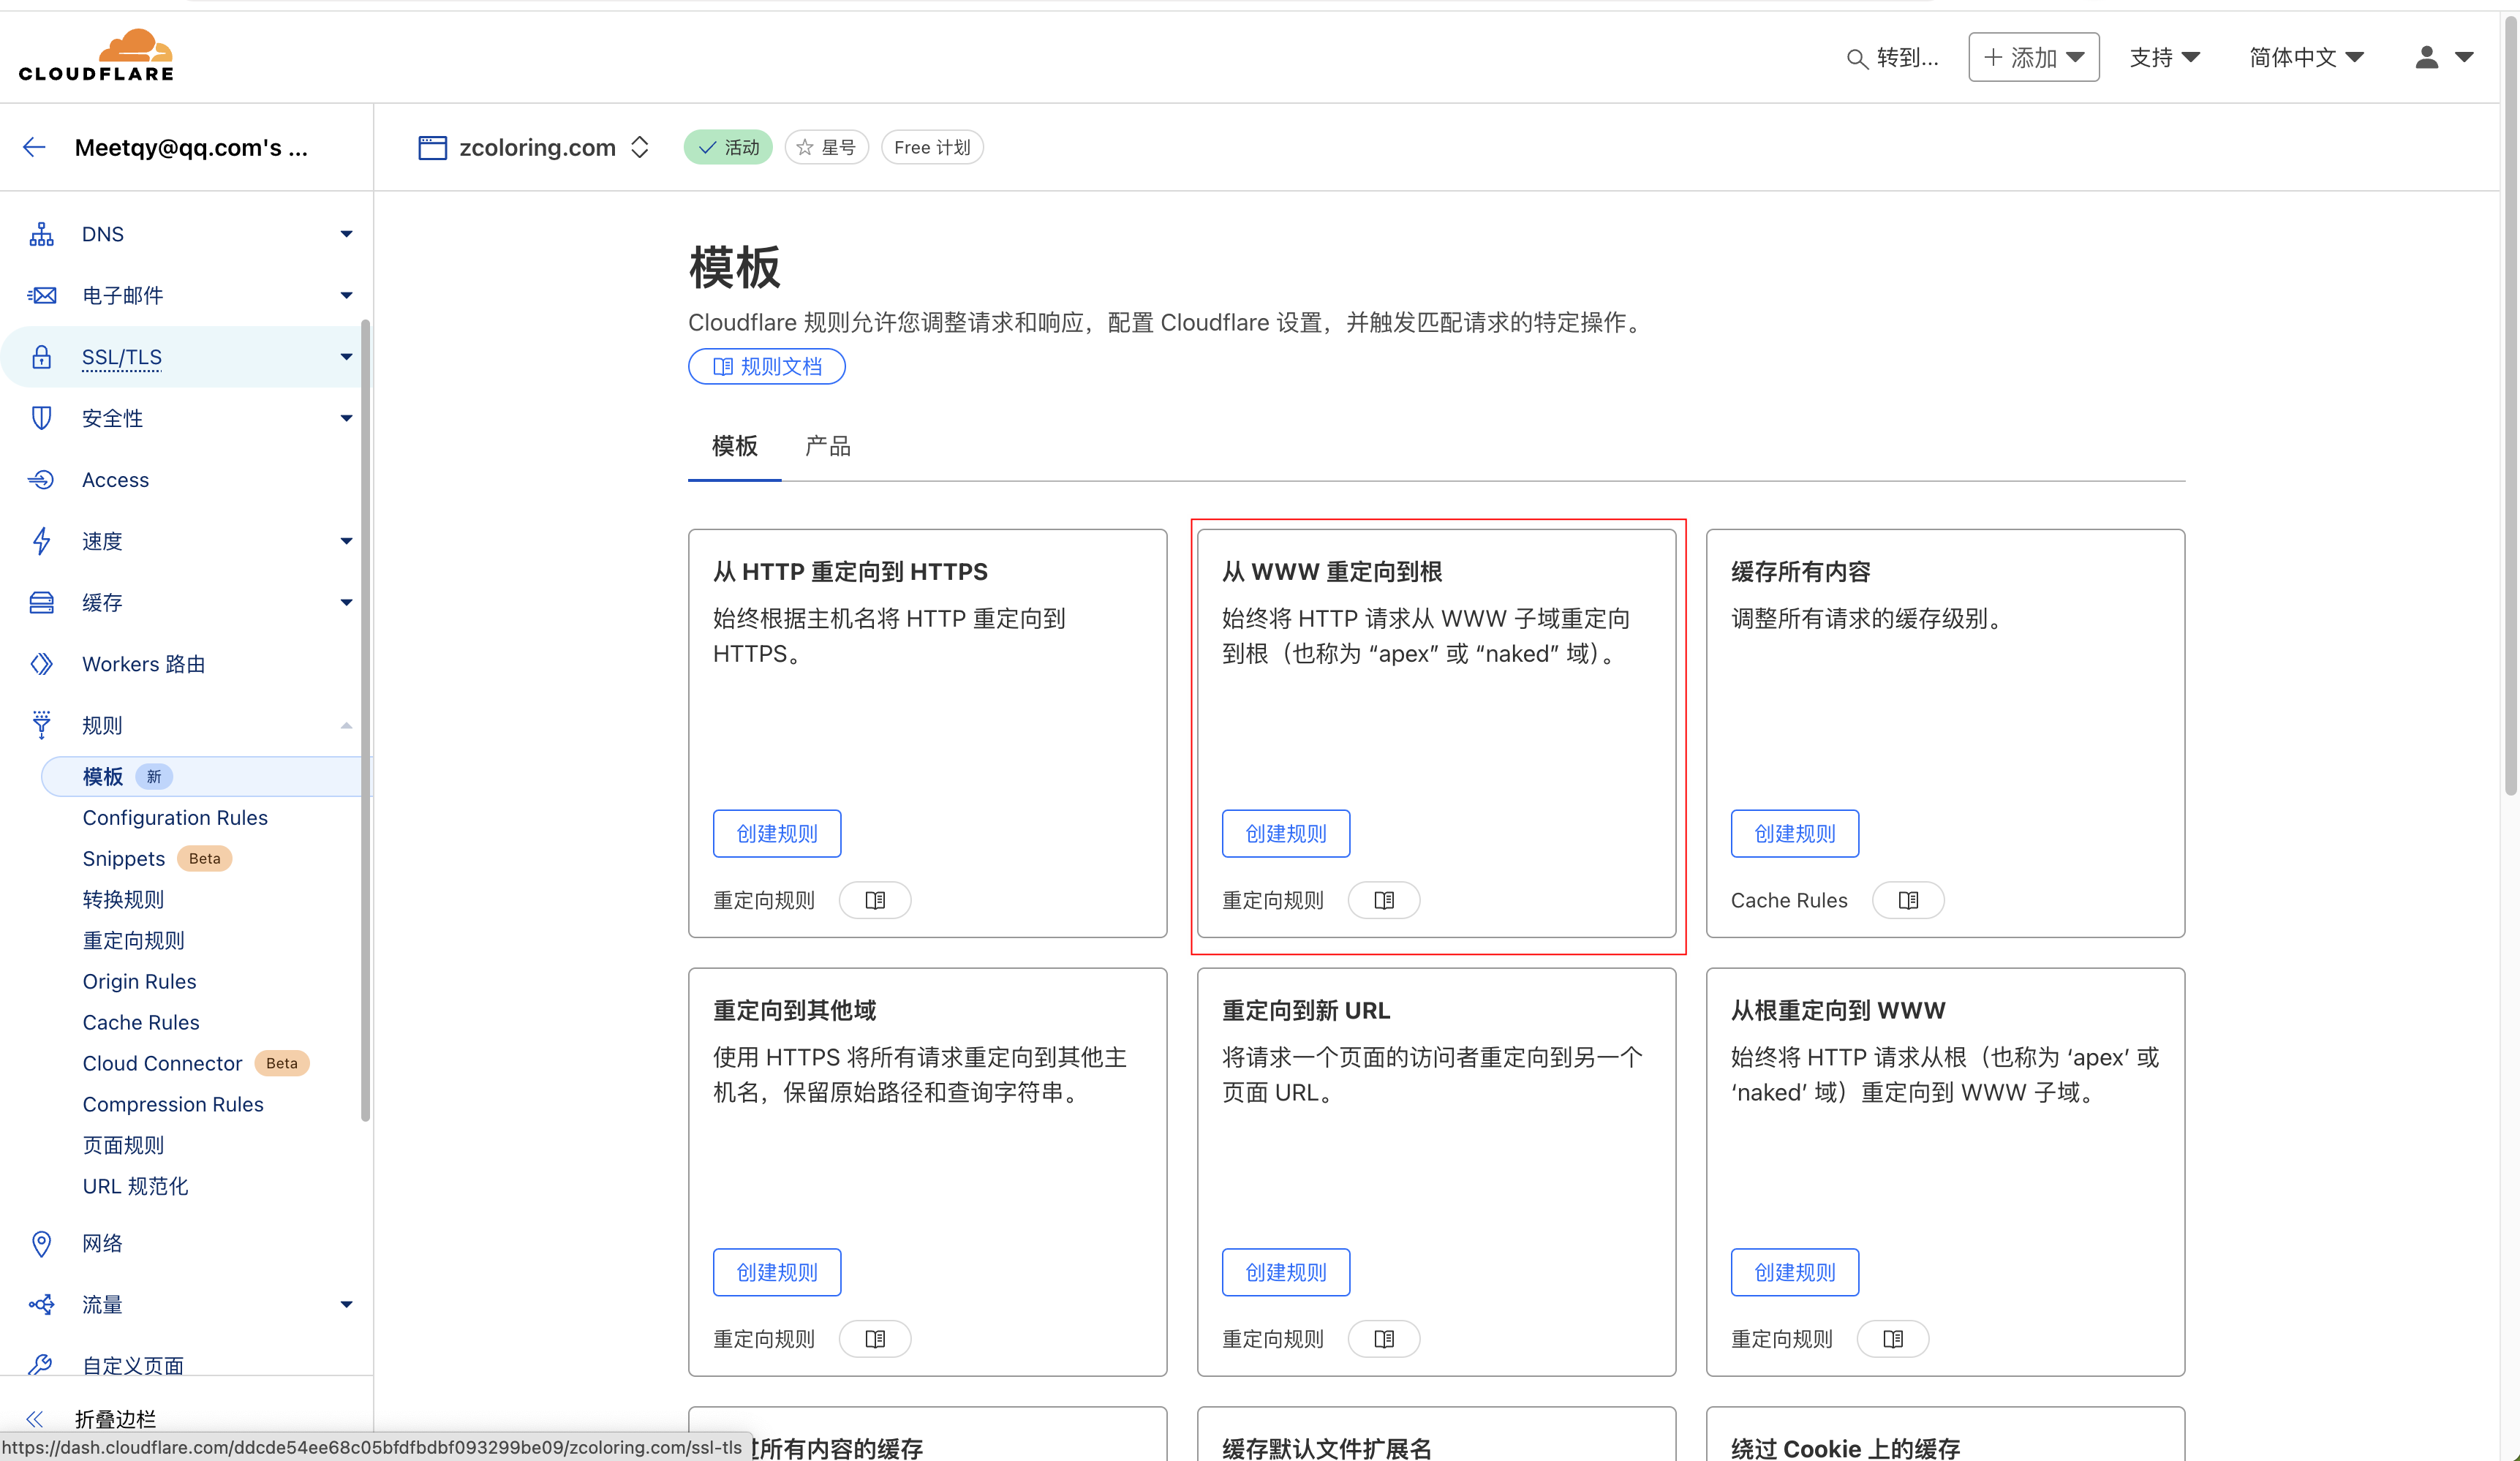 CLOUDFLARE
转到...
添加
支持
简体中文
Meetqy@qq.com's ...
zcoloring.com
活动
星号
Free 计划
DNS
电子邮件
SSL/TLS
安全性
Access
速度
缓存
Workers 路由
规则
模板 新
Configuration Rules
Snippets Beta
转换规则
重定向规则
Origin Rules
Cache Rules
Cloud Connector Beta
Compression Rules
页面规则
URL 规范化
网络
流量
自定义页面
折叠边栏
https://dash.cloudflare.com/ddcde54ee68c05bfdfbdbf093299be09/zcoloring.com/ssl-tls
模板
Cloudflare 规则允许您调整请求和响应，配置 Cloudflare 设置，并触发匹配请求的特定操作。
规则文档
模板 产品
从 HTTP 重定向到 HTTPS
始终根据主机名将 HTTP 重定向到
HTTPS。
创建规则
重定向规则
从 WWW 重定向到根
始终将 HTTP 请求从 WWW 子域重定向
到根（也称为 “apex” 或 “naked” 域）。
创建规则
重定向规则
缓存所有内容
调整所有请求的缓存级别。
创建规则
Cache Rules
重定向到其他域
使用 HTTPS 将所有请求重定向到其他主
机名，保留原始路径和查询字符串。
创建规则
重定向规则
重定向到新 URL
将请求一个页面的访问者重定向到另一个
页面 URL。
创建规则
重定向规则
从根重定向到 WWW
始终将 HTTP 请求从根（也称为 ‘apex’ 或
‘naked’ 域）重定向到 WWW 子域。
创建规则
重定向规则
所有内容的缓存
缓存默认文件扩展名
绕过 Cookie 上的缓存